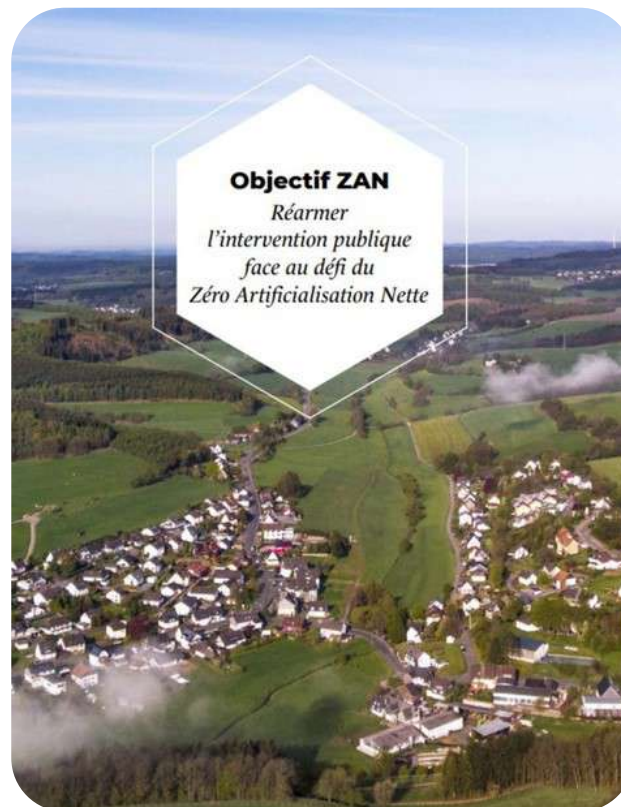 Objectif ZAN
Réarmer
l'intervention publique
face au défi du
Zéro Artificialisation Nette